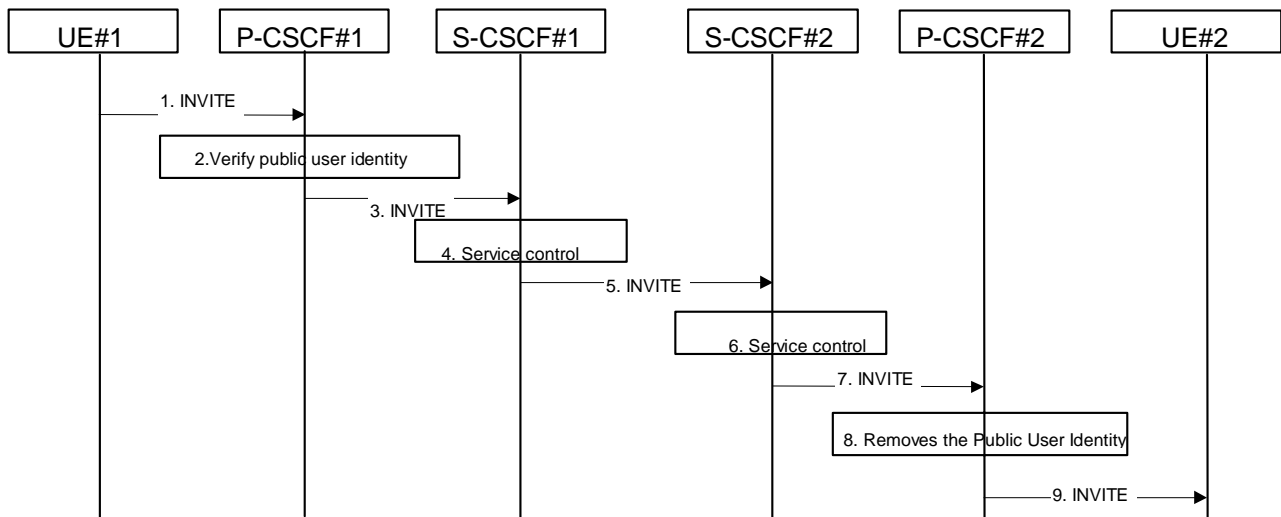 UE#1
P-CSCF#1
S-CSCF#1
S-CSCF#2
P-CSCF#2
UE#2
1. INVITE
2.Verify public user identity
3. INVITE
4. Service control
5. INVITE
6. Service control
7. INVITE
8. Removes the Public User Identity
9. INVITE